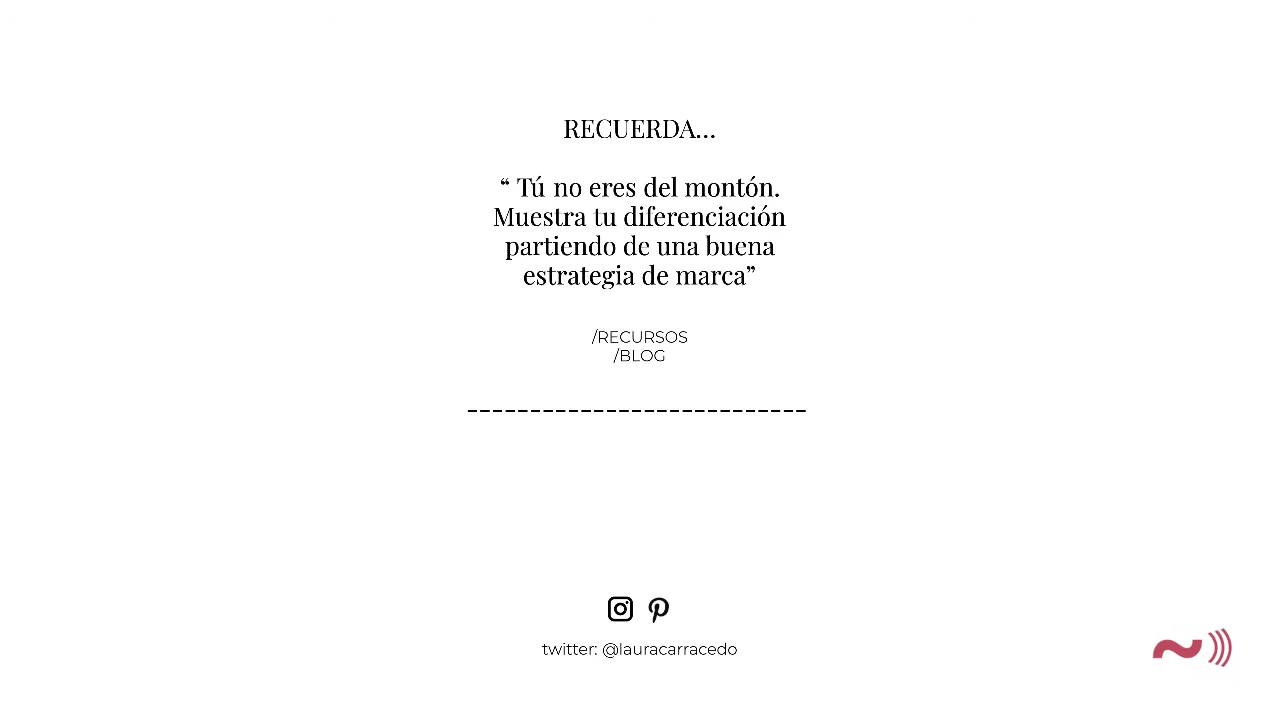 RECUERDA...
“ Tú no eres del montón.
Muestra tu diferenciación
partiendo de una buena
estrategia de marca”
/RECURSOS
/BLOG
twitter: @lauracarracedo